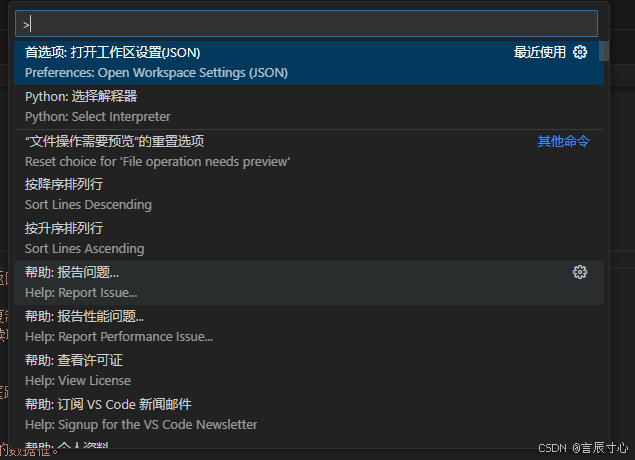 >
首选项: 打开工作区设置(JSON)
最近使用
Preferences: Open Workspace Settings (JSON)
Python: 选择解释器
Python: Select Interpreter
“文件操作需要预览”的重置选项
其他命令
Reset choice for 'File operation needs preview'
按降序排列行
Sort Lines Descending
按升序排列行
Sort Lines Ascending
帮助: 报告问题...
Help: Report Issue...
帮助: 报告性能问题...
Help: Report Performance Issue...
帮助: 查看许可证
Help: View License
帮助: 订阅 VS Code 新闻邮件
Help: Signup for the VS Code Newsletter
帮助: 个人资料
的数据框。
CSDN @言辰寸心